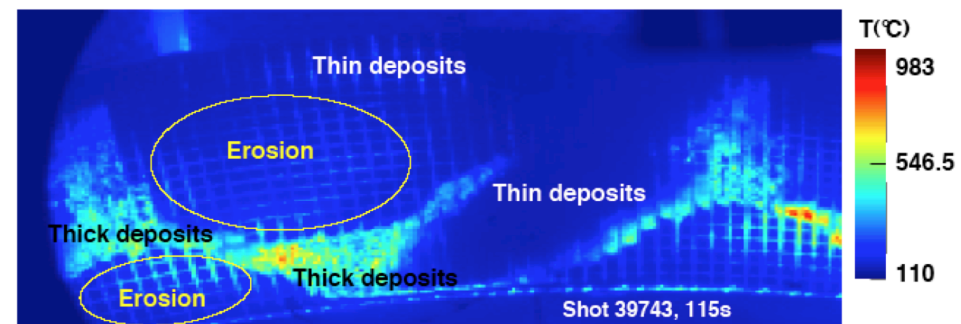 T(°C)
Thin deposits
983
Erosion
546.5
Thin deposits
Thick deposits
Thick deposits
110
Erosion
Shot 39743, 115s